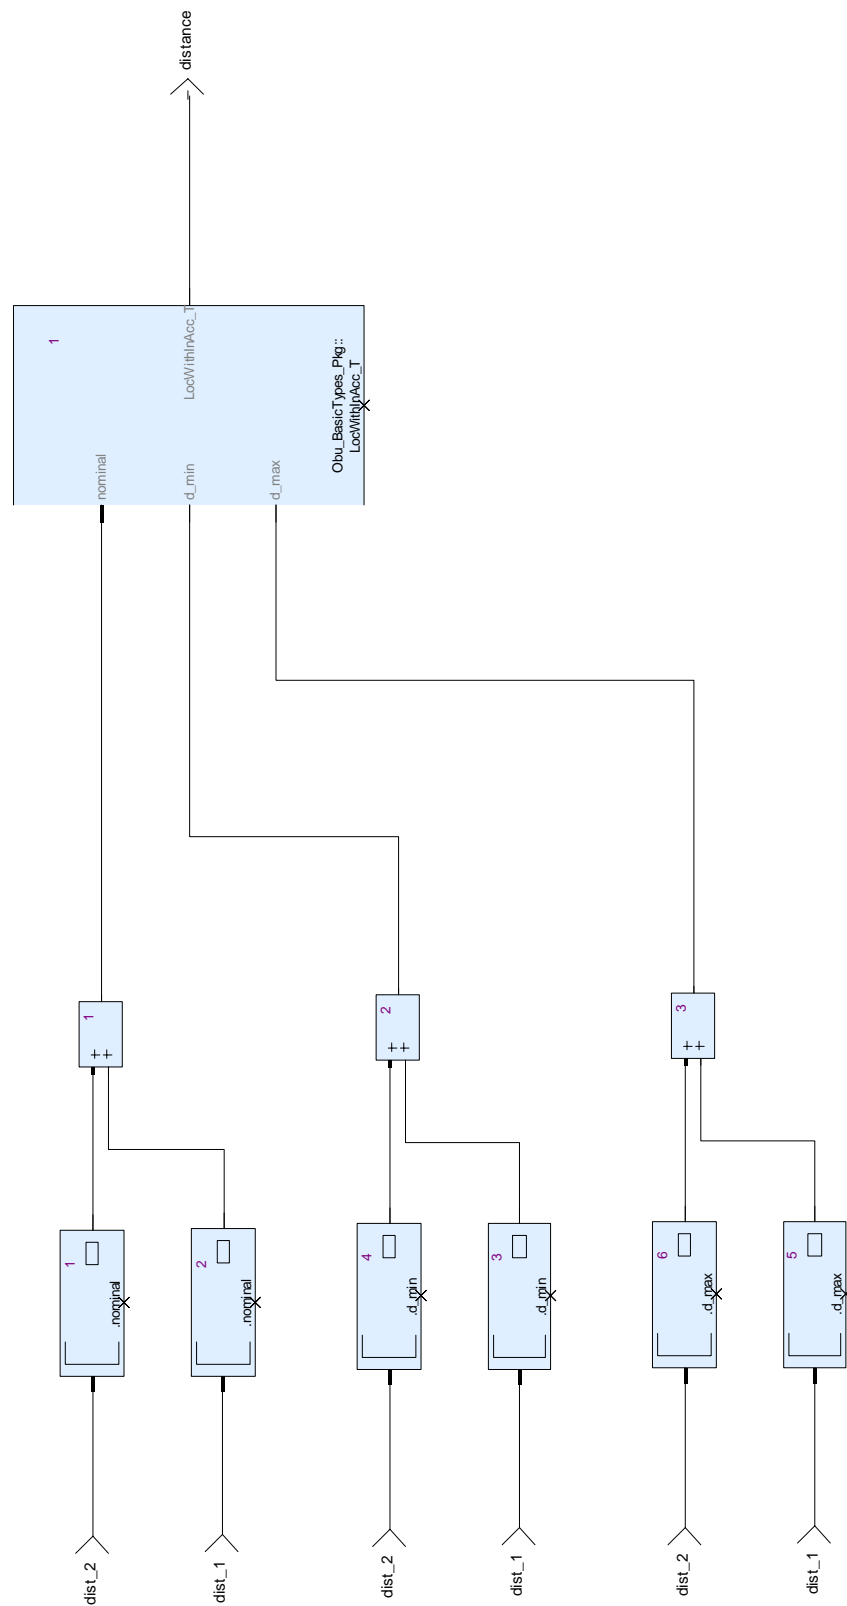 distance
1
LocWithInAcc_T
Obu_BasicTypes_Pkg::
LocWithInAcc_T
nominal
d_min
d_max
1
+
+
2
+
+
3
+
+
1
.nominal
2
.nominal
4
.d_min
3
.d_min
6
.d_max
5
.d_max
dist_2
dist_1
dist_2
dist_1
dist_2
dist_1